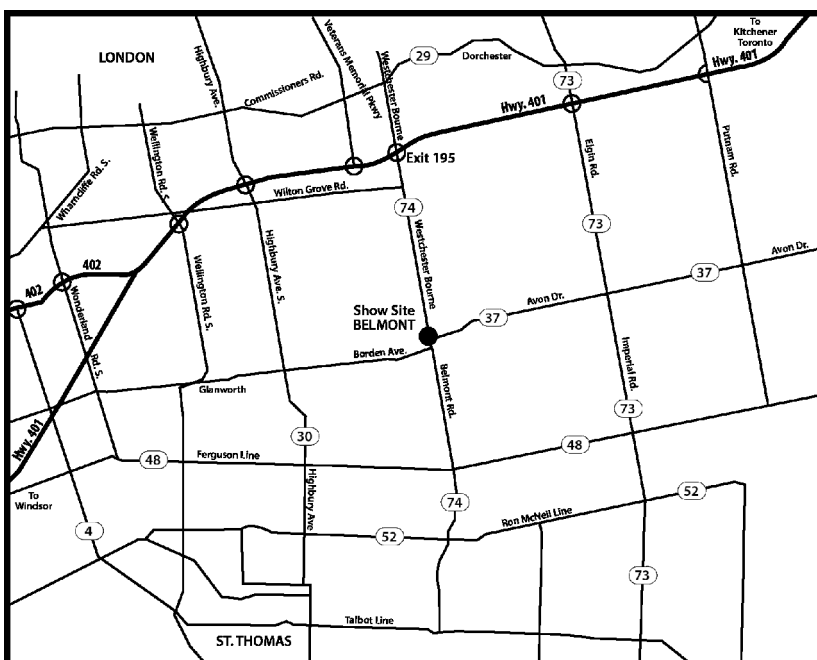 LONDON
Highbury Ave.
Veterans Memorial Pkwy
Westchester Bourne
29
Dorchester
73
To
Kitchener
Toronto
Hwy. 401
Hwy. 401
Commissioners Rd.
Wellington Rd. S.
Exit 195
Elgin Rd.
Putnam Rd.
Wharncliffe Rd. S.
Wilton Grove Rd.
74
Westchester Bourne
73
Highbury Ave. S.
Wellington Rd. S.
Avon Dr.
37
402
402
Wonderland Rd. S.
Show Site
BELMONT
Avon Dr.
37
Borden Ave.
Imperial Rd.
Glanworth
Belmont Rd.
73
Hwy. 401
30
48
48
Ferguson Line
Highbury Ave
To
Windsor
74
52
Ron McNeil Line
4
52
73
Talbot Line
ST. THOMAS